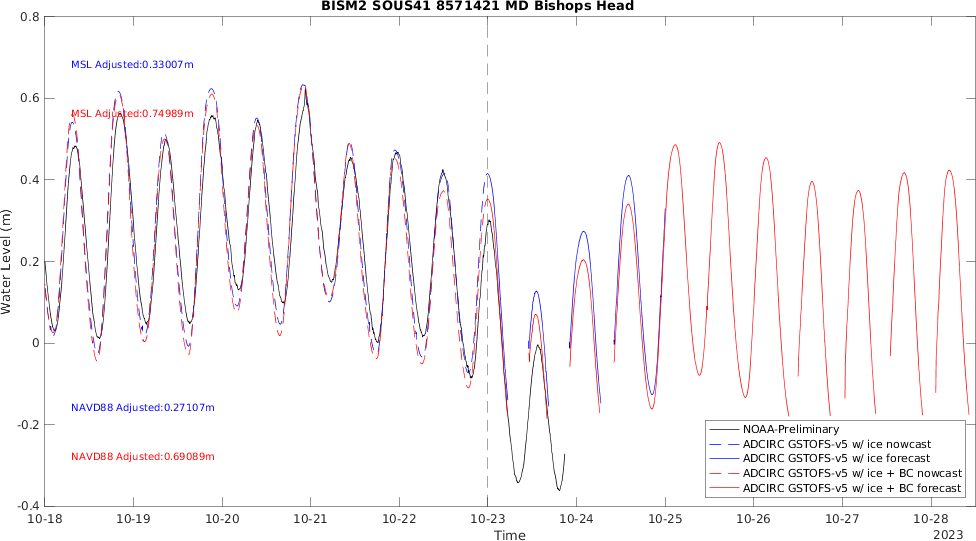 BISM2 SOUS41 8571421 MD Bishops Head
0.8
0.6
0.4
0.2
0
-0.2
-0.4
Water Level (m)
MSL Adjusted:0.33007m
MSL Adjusted:0.74989m
NAVD88 Adjusted:0.27107m
NAVD88 Adjusted:0.69089m
NOAA-Preliminary
ADCIRC GSTOFS-v5 w/ ice nowcast
ADCIRC GSTOFS-v5 w/ ice forecast
ADCIRC GSTOFS-v5 w/ ice + BC nowcast
ADCIRC GSTOFS-v5 w/ ice + BC forecast
10-18 10-19 10-20 10-21 10-22 10-23 10-24 10-25 10-26 10-27 10-28
Time
2023